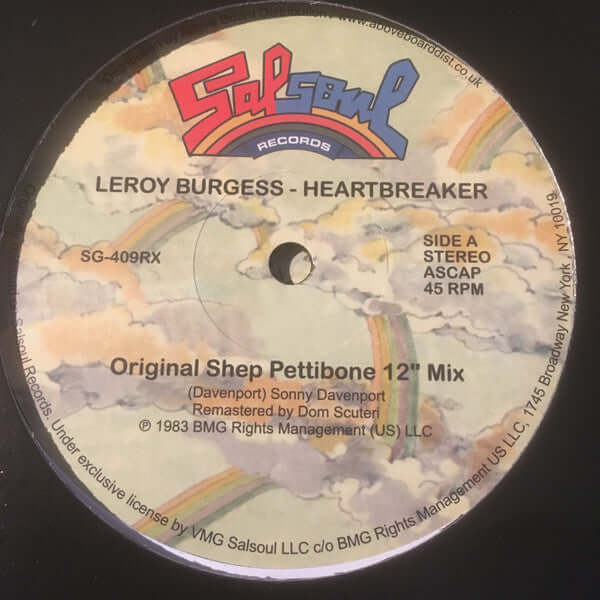 Salsoul
RECORDS
LEROY BURGESS - HEARTBREAKER
SG-409RX
SIDE A
STEREO
ASCAP
45 RPM
Original Shep Pettibone 12" Mix
(Davenport) Sonny Davenport
Remastered by Dom Scuteri
℗ 1983 BMG Rights Management (US) LLC
Salsoul Records. Under exclusive license by VMG Salsoul LLC c/o BMG Rights Management US LLC, 1745 Broadway New York, NY 10019
www.aboveboarddist.co.uk